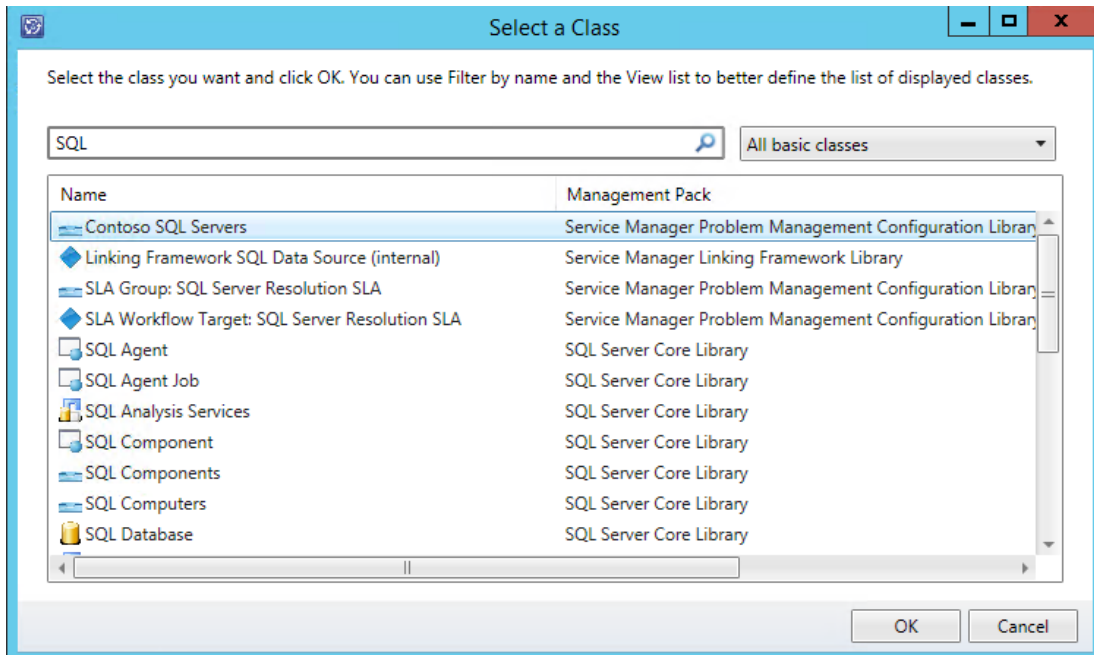 Select a Class
Select the class you want and click OK. You can use Filter by name and the View list to better define the list of displayed classes.
SQL All basic classes
Name Management Pack
Contoso SQL Servers Service Manager Problem Management Configuration Library
Linking Framework SQL Data Source (internal) Service Manager Linking Framework Library
SLA Group: SQL Server Resolution SLA Service Manager Problem Management Configuration Library
SLA Workflow Target: SQL Server Resolution SLA Service Manager Problem Management Configuration Library
SQL Agent SQL Server Core Library
SQL Agent Job SQL Server Core Library
SQL Analysis Services SQL Server Core Library
SQL Component SQL Server Core Library
SQL Components SQL Server Core Library
SQL Computers SQL Server Core Library
SQL Database SQL Server Core Library
OK Cancel